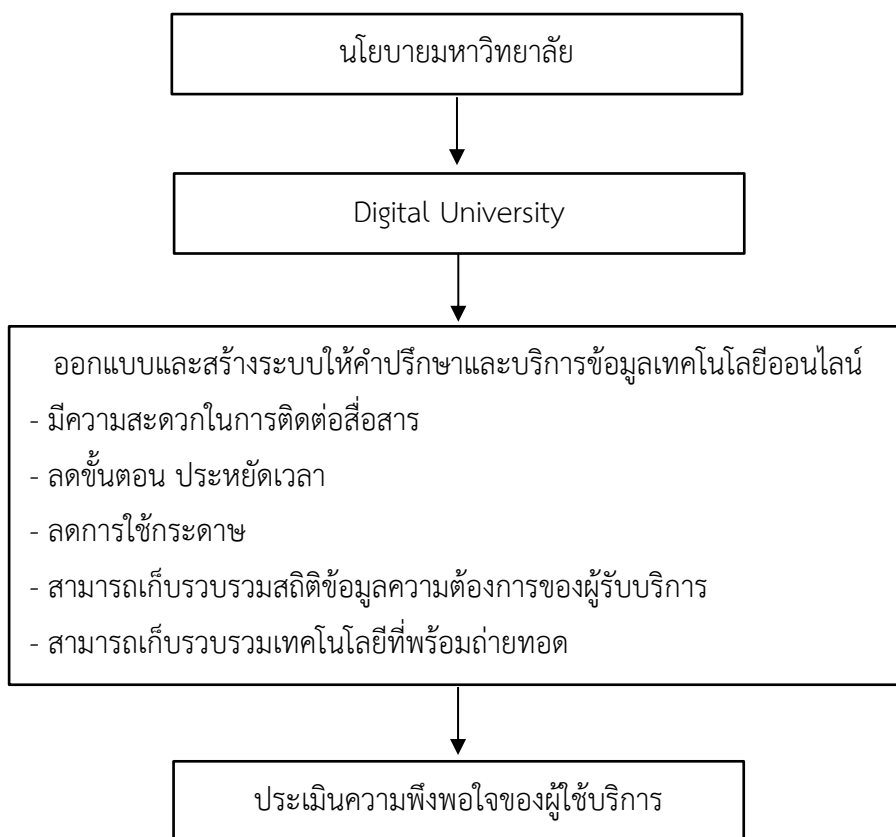 นโยบายมหาวิทยาลัย
Digital University
ออกแบบและสร้างระบบให้คำปรึกษาและบริการข้อมูลเทคโนโลยีออนไลน์
- มีความสะดวกในการติดต่อสื่อสาร
- ลดขั้นตอน ประหยัดเวลา
- ลดการใช้กระดาษ
- สามารถเก็บรวบรวมสถิติข้อมูลความต้องการของผู้รับบริการ
- สามารถเก็บรวบรวมเทคโนโลยีที่พร้อมถ่ายทอด
ประเมินความพึงพอใจของผู้ใช้บริการ